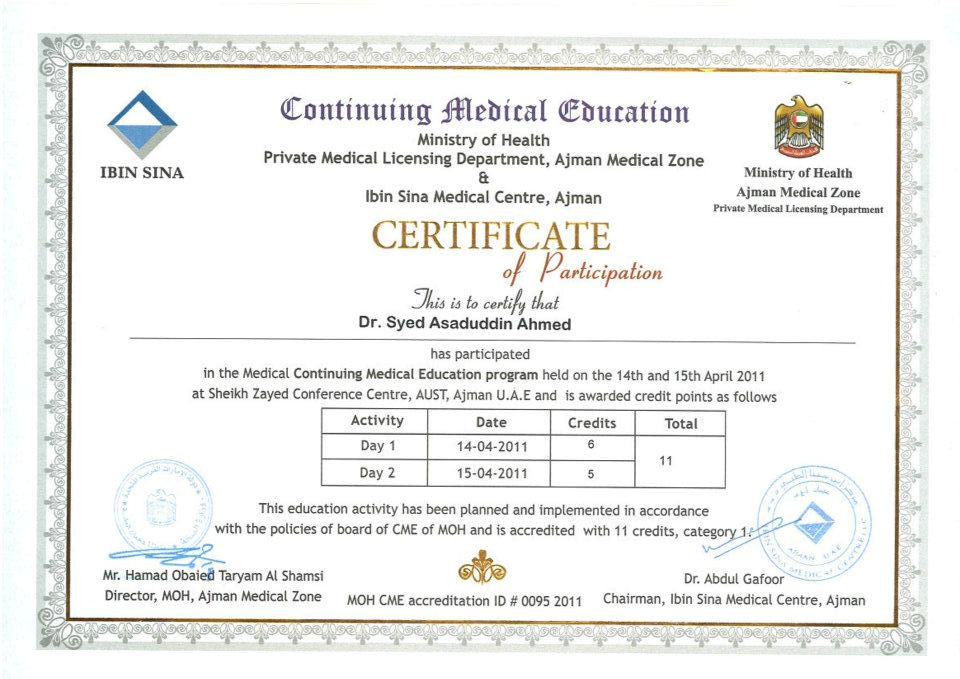 Continuing Medical Education
Ministry of Health
Private Medical Licensing Department, Ajman Medical Zone
&
Ibin Sina Medical Centre, Ajman
IBIN SINA
Ministry of Health
Ajman Medical Zone
Private Medical Licensing Department
CERTIFICATE
of Participation
This is to certify that
Dr. Syed Asaduddin Ahmed
has participated
in the Medical Continuing Medical Education program held on the 14th and 15th April 2011
at Sheikh Zayed Conference Centre, AUST, Ajman U.A.E and is awarded credit points as follows
Activity Date Credits Total
Day 1 14-04-2011 6
11
Day 2 15-04-2011 5
This education activity has been planned and implemented in accordance
with the policies of board of CME of MOH and is accredited with 11 credits, category 1.
AJMAN UAE
IBIN SINA MEDICAL CENTRE
Mr. Hamad Obaied Taryam Al Shamsi
Director, MOH, Ajman Medical Zone
MOH CME accreditation ID # 0095 2011
Dr. Abdul Gafoor
Chairman, Ibin Sina Medical Centre, Ajman